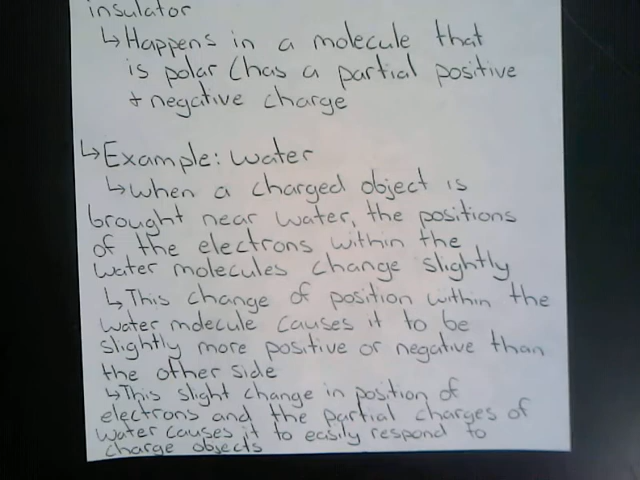 insulator
↳ Happens in a molecule that
is polar (has a partial positive
+ negative charge
↳ Example: Water
↳ When a charged object is
brought near water, the positions
of the electrons within the
water molecules change slightly
↳ This change of position within the
water molecule causes it to be
slightly more positive or negative than
the other side
↳ This slight change in position of
electrons and the partial charges of
water causes it to easily respond to
charge objects